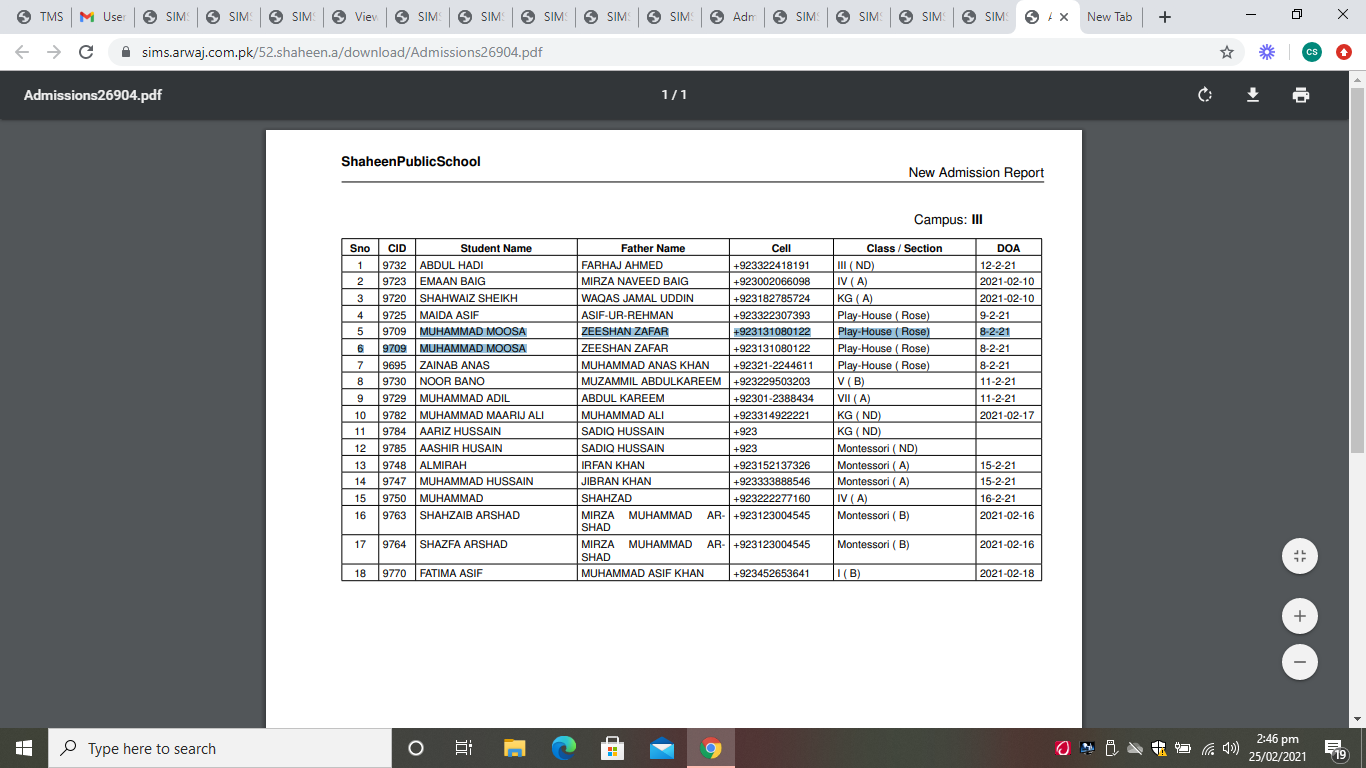 TMS User SIMS SIMS SIMS View SIMS SIMS SIMS SIMS SIMS Adm SIMS SIMS SIMS SIMS A New Tab
sims.arwaj.com.pk/52.shaheen.a/download/Admissions26904.pdf CS
Admissions26904.pdf 1 / 1
ShaheenPublicSchool
New Admission Report
Campus: III
Sno CID Student Name Father Name Cell Class / Section DOA
1 9732 ABDUL HADI FARHAJ AHMED +923322418191 III ( ND) 12-2-21
2 9723 EMAAN BAIG MIRZA NAVEED BAIG +923002066098 IV ( A) 2021-02-10
3 9720 SHAHWAIZ SHEIKH WAQAS JAMAL UDDIN +923182785724 KG ( A) 2021-02-10
4 9725 MAIDA ASIF ASIF-UR-REHMAN +923322307393 Play-House ( Rose) 9-2-21
5 9709 MUHAMMAD MOOSA ZEESHAN ZAFAR +923131080122 Play-House ( Rose) 8-2-21
6 9709 MUHAMMAD MOOSA ZEESHAN ZAFAR +923131080122 Play-House ( Rose) 8-2-21
7 9695 ZAINAB ANAS MUHAMMAD ANAS KHAN +92321-2244611 Play-House ( Rose) 8-2-21
8 9730 NOOR BANO MUZAMMIL ABDULKAREEM +923229503203 V ( B) 11-2-21
9 9729 MUHAMMAD ADIL ABDUL KAREEM +92301-2388434 VII ( A) 11-2-21
10 9782 MUHAMMAD MAARIJ ALI MUHAMMAD ALI +923314922221 KG ( ND) 2021-02-17
11 9784 AARIZ HUSSAIN SADIQ HUSSAIN +923 KG ( ND)
12 9785 AASHIR HUSAIN SADIQ HUSSAIN +923 Montessori ( ND)
13 9748 ALMIRAH IRFAN KHAN +923152137326 Montessori ( A) 15-2-21
14 9747 MUHAMMAD HUSSAIN JIBRAN KHAN +923333888546 Montessori ( A) 15-2-21
15 9750 MUHAMMAD SHAHZAD +923222277160 IV ( A) 16-2-21
16 9763 SHAHZAIB ARSHAD MIRZA MUHAMMAD AR- +923123004545 Montessori ( B) 2021-02-16
SHAD
17 9764 SHAZFA ARSHAD MIRZA MUHAMMAD AR- +923123004545 Montessori ( B) 2021-02-16
SHAD
18 9770 FATIMA ASIF MUHAMMAD ASIF KHAN +923452653641 I ( B) 2021-02-18
Type here to search
2:46 pm
25/02/2021
19